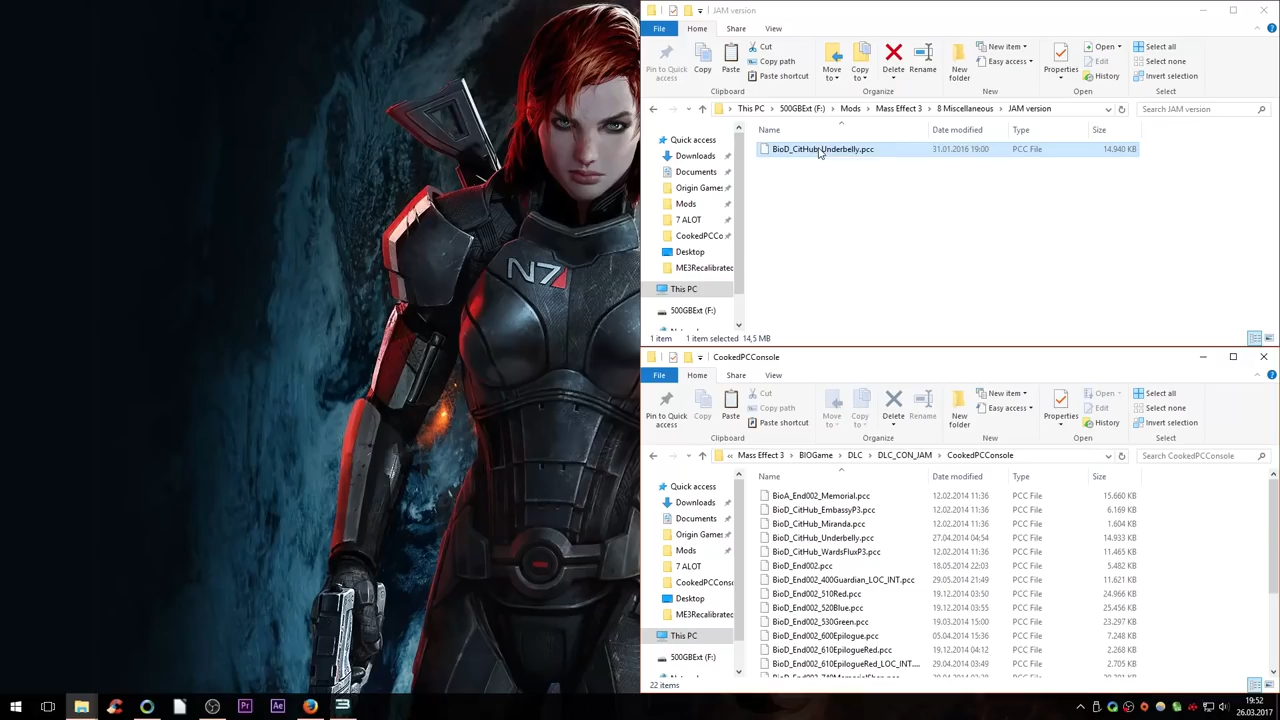 JAM version
File Home Share View
Pin to Quick access
Copy
Paste
Cut
Copy path
Paste shortcut
Clipboard
Move to
Copy to
Delete
Rename
Organize
New folder
New item
Easy access
New
Properties
Open
Edit
History
Open
Select all
Select none
Invert selection
Select
This PC 500GBExt (F:) Mods Mass Effect 3 8 Miscellaneous JAM version
Search JAM version
Quick access
Downloads
Documents
Origin Games
Mods
7 ALOT
CookedPCCo
Desktop
ME3Recalibrated
This PC
500GBExt (F:)
Name Date modified Type Size
BioD_CitHub_Underbelly.pcc 31.01.2016 19:00 PCC File 14.940 KB
1 item 1 item selected 14,5 MB
N7
CookedPCConsole
File Home Share View
Pin to Quick access
Copy
Paste
Cut
Copy path
Paste shortcut
Clipboard
Move to
Copy to
Delete
Rename
Organize
New folder
New item
Easy access
New
Properties
Open
Edit
History
Open
Select all
Select none
Invert selection
Select
« Mass Effect 3 BIOGame DLC DLC_CON_JAM CookedPCConsole
Search CookedPCConsole
Quick access
Downloads
Documents
Origin Games
Mods
7 ALOT
CookedPCConsc
Desktop
ME3Recalibrated
This PC
500GBExt (F:)
Name Date modified Type Size
BioA_End002_Memorial.pcc 12.02.2014 11:36 PCC File 15.660 KB
BioD_CitHub_EmbassyP3.pcc 12.02.2014 11:36 PCC File 6.169 KB
BioD_CitHub_Miranda.pcc 12.02.2014 11:36 PCC File 1.604 KB
BioD_CitHub_Underbelly.pcc 27.04.2014 04:54 PCC File 14.933 KB
BioD_CitHub_WardsFluxP3.pcc 12.02.2014 11:36 PCC File 11.465 KB
BioD_End002.pcc 18.05.2014 22:03 PCC File 5.482 KB
BioD_End002_400Guardian_LOC_INT.pcc 29.05.2014 21:49 PCC File 11.621 KB
BioD_End002_510Red.pcc 19.12.2014 03:50 PCC File 24.966 KB
BioD_End002_520Blue.pcc 19.12.2014 03:55 PCC File 25.456 KB
BioD_End002_530Green.pcc 19.03.2014 15:00 PCC File 23.297 KB
BioD_End002_600Epilogue.pcc 05.04.2014 15:36 PCC File 7.248 KB
BioD_End002_610EpilogueRed.pcc 19.12.2014 04:12 PCC File 2.268 KB
BioD_End002_610EpilogueRed_LOC_INT.... 29.04.2014 03:49 PCC File 2.705 KB
22 items
Pr Ae
19:52
26.03.2017